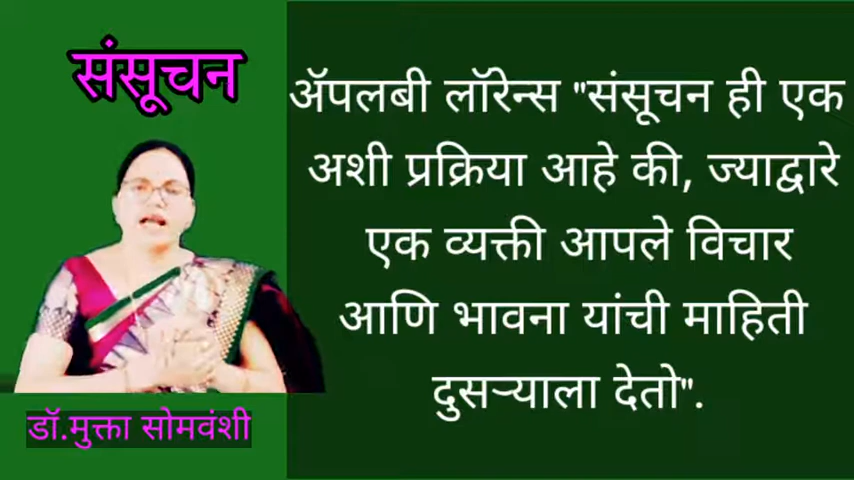 संसूचन
ॲपलबी लॉरेन्स "संसूचन ही एक
अशी प्रक्रिया आहे की, ज्याद्वारे
एक व्यक्ती आपले विचार
आणि भावना यांची माहिती
दुसऱ्याला देतो".
डॉ.मुक्ता सोमवंशी